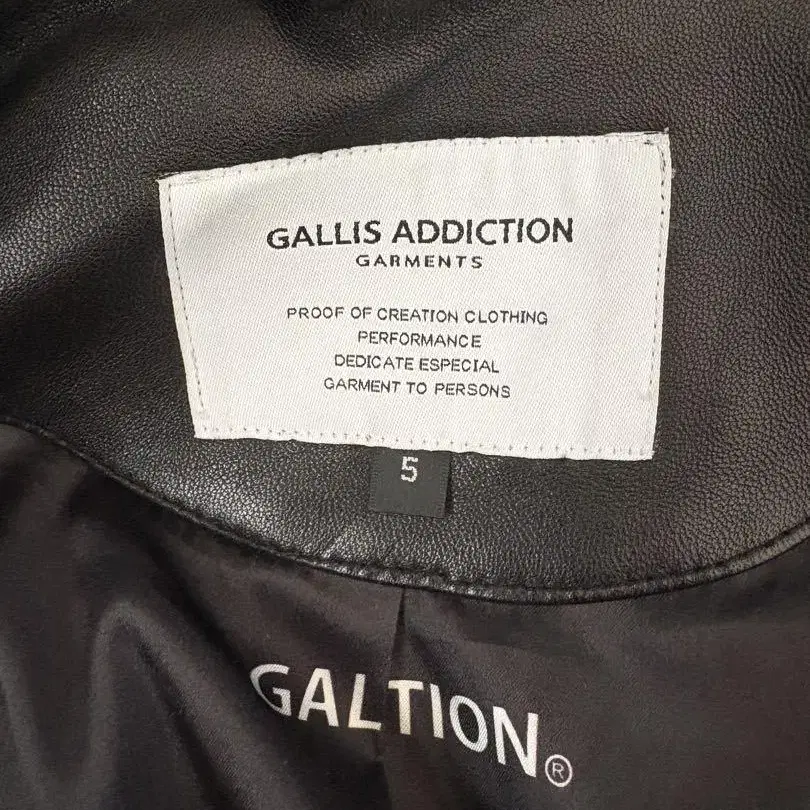 GALLIS ADDICTION
GARMENTS
PROOF OF CREATION CLOTHING
PERFORMANCE
DEDICATE ESPECIAL
GARMENT TO PERSONS
5
GALTION®